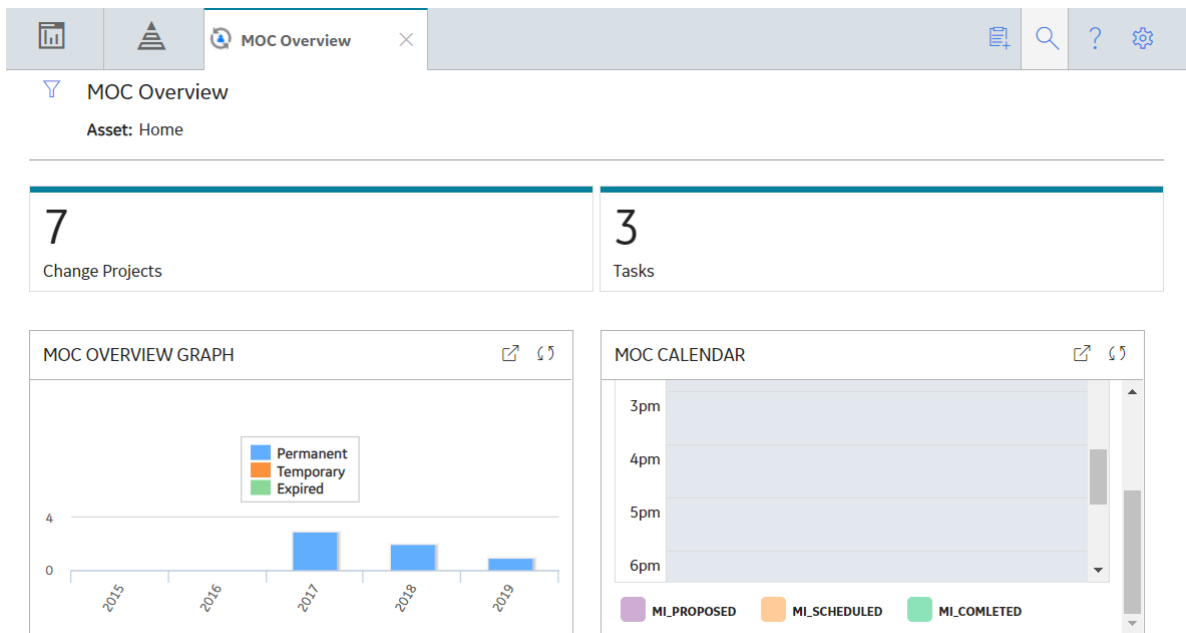 MOC Overview
?
MOC Overview
Asset: Home
7
Change Projects
3
Tasks
MOC OVERVIEW GRAPH
Permanent
Temporary
Expired
4
0
2015
2016
2017
2018
2019
MOC CALENDAR
3pm
4pm
5pm
6pm
MI_PROPOSED
MI_SCHEDULED
MI_COMLETED